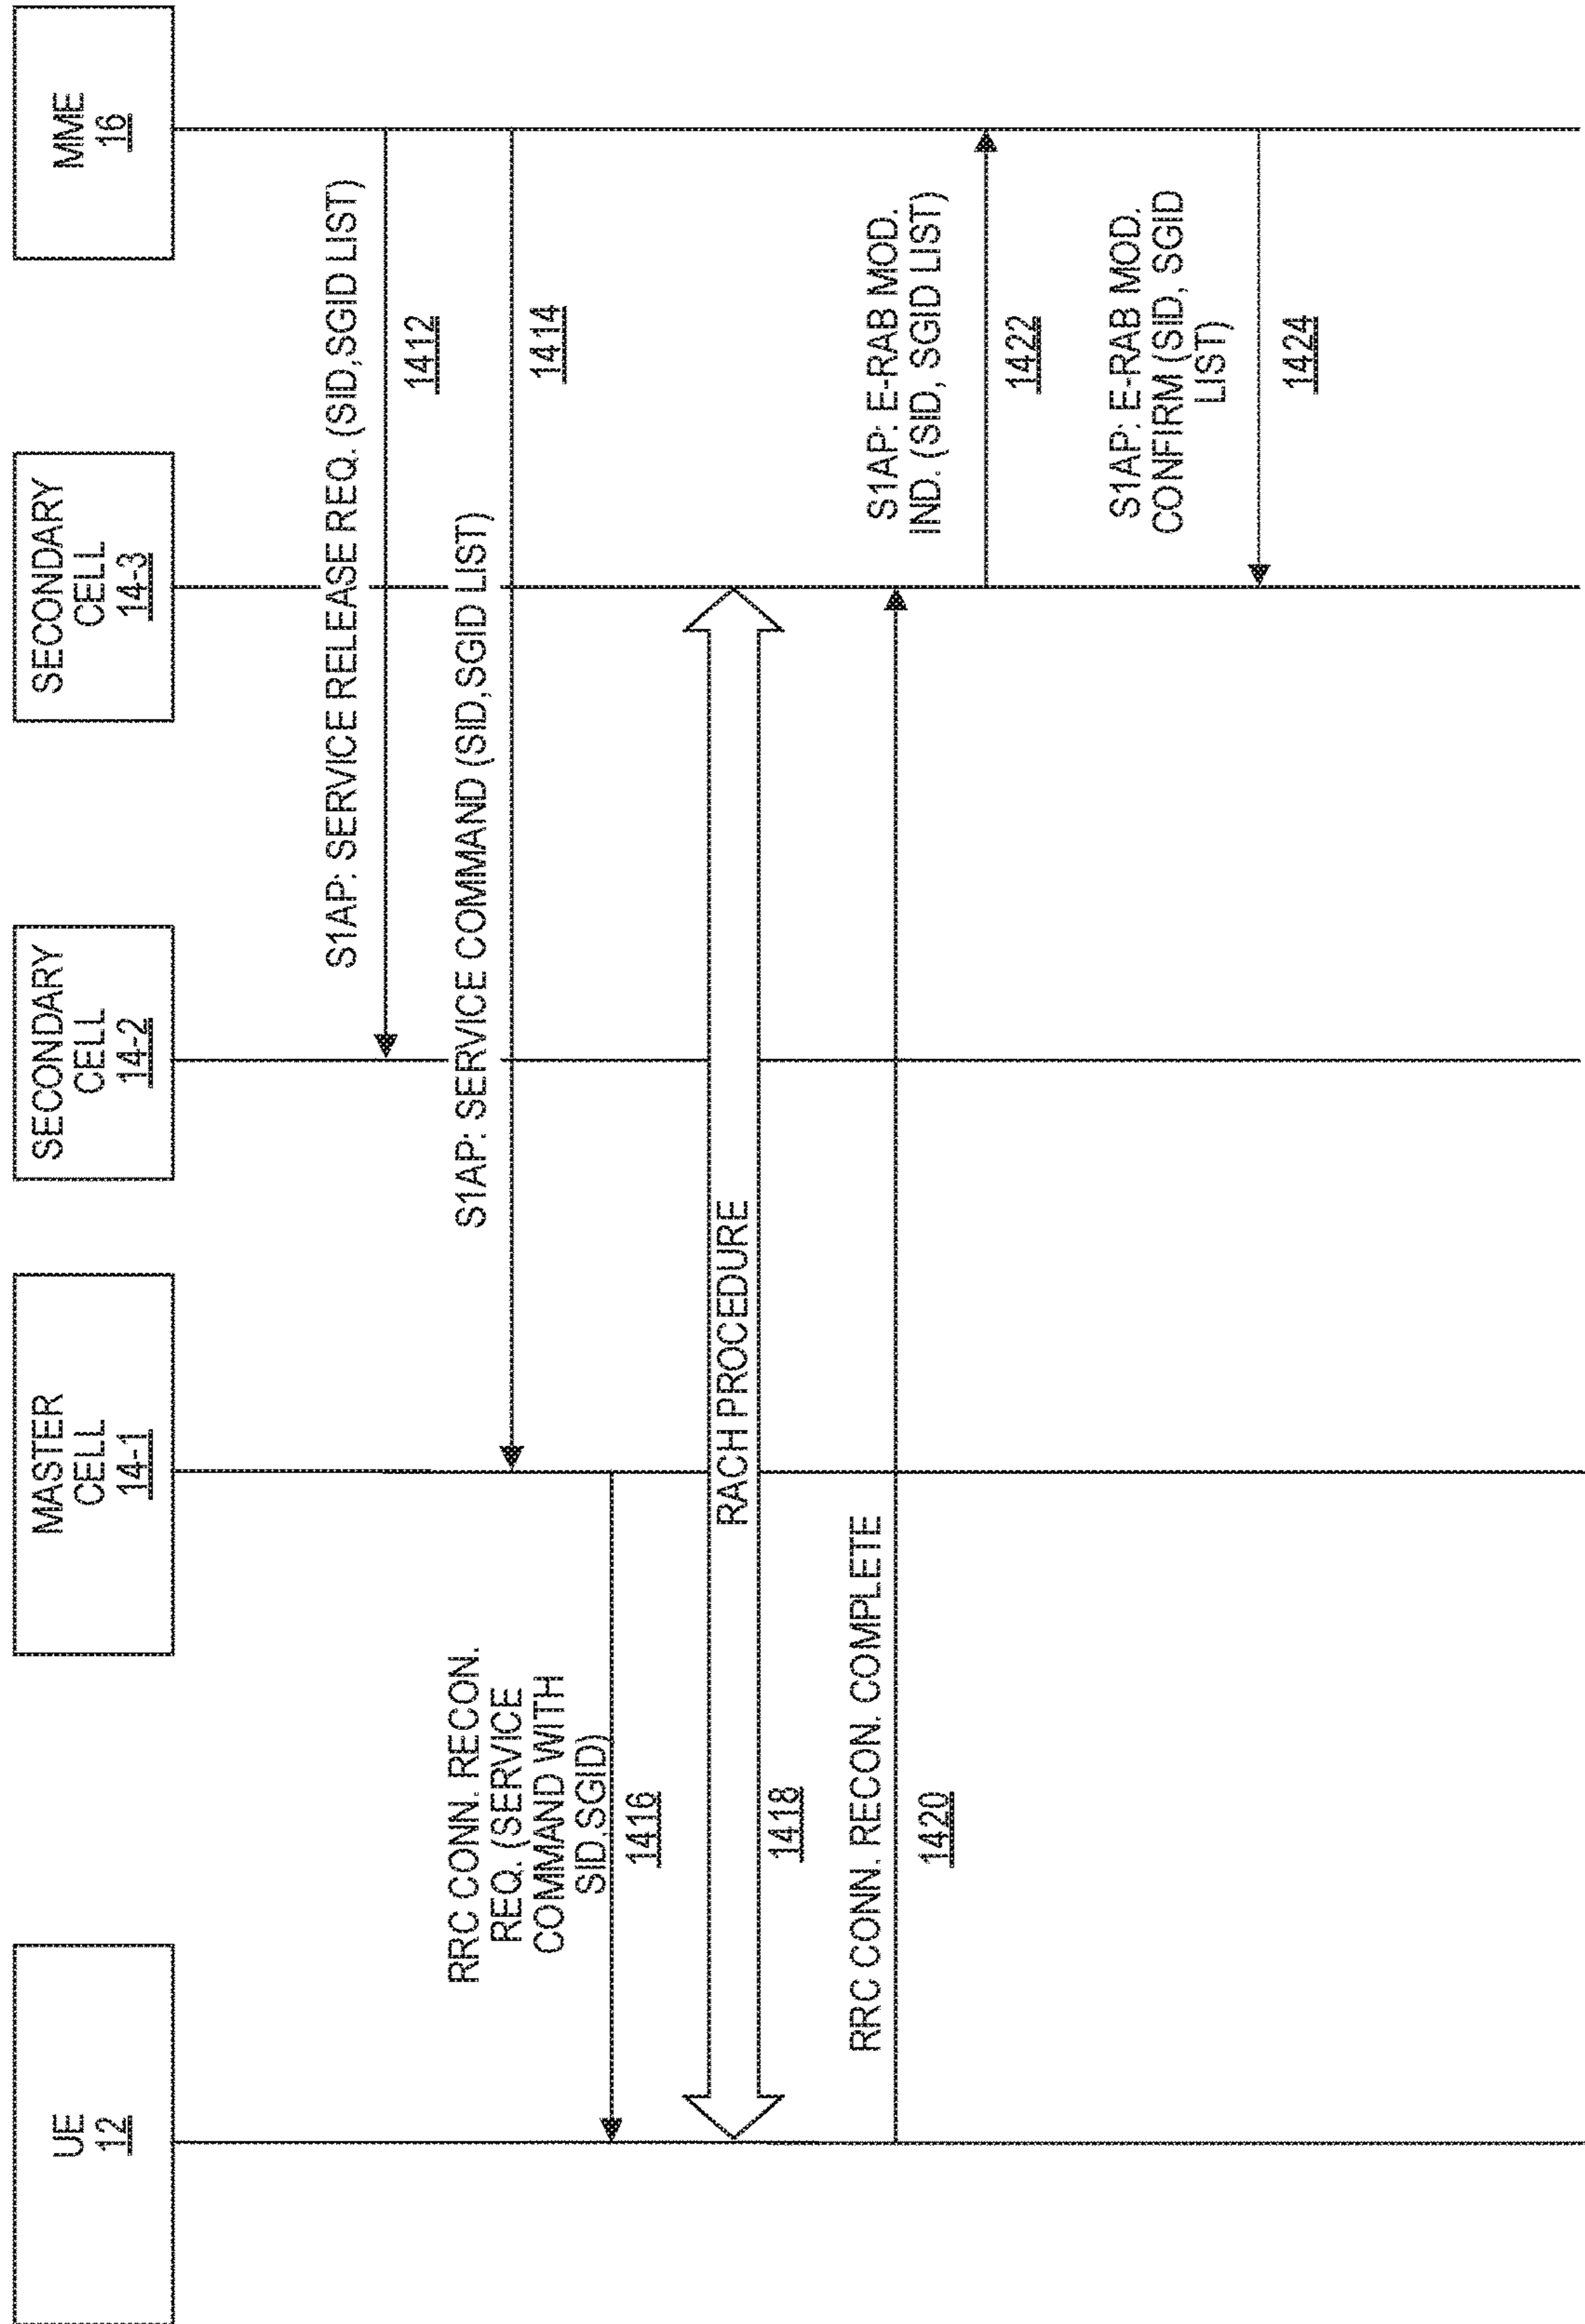 UE
12
MASTER
CELL
14-1
SECONDARY
CELL
14-2
SECONDARY
CELL
14-3
MME
16
S1AP: SERVICE RELEASE REQ. (SID,SGID LIST)
1412
S1AP: SERVICE COMMAND (SID,SGID LIST)
1414
RRC CONN. RECON.
REQ. (SERVICE
COMMAND WITH
SID,SGID)
1416
RACH PROCEDURE
1418
RRC CONN. RECON. COMPLETE
1420
S1AP: E-RAB MOD.
IND. (SID, SGID LIST)
1422
S1AP: E-RAB MOD.
CONFIRM (SID, SGID
LIST)
1424